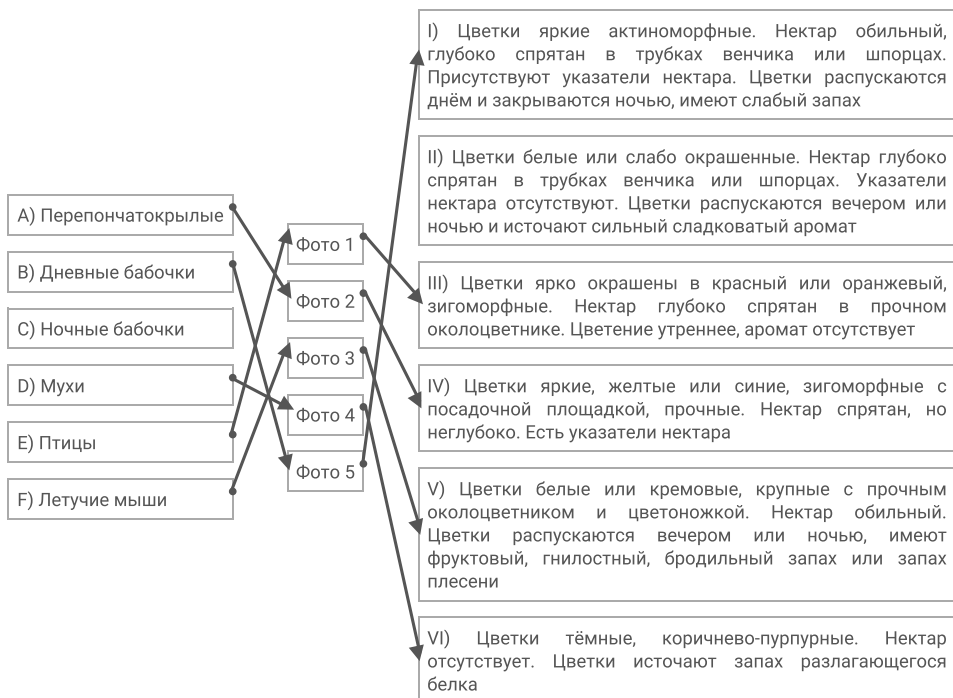 A) Перепончатокрылые
B) Дневные бабочки
C) Ночные бабочки
D) Мухи
E) Птицы
F) Летучие мыши
Фото 1
Фото 2
Фото 3
Фото 4
Фото 5
I) Цветки яркие актиноморфные. Нектар обильный,
глубоко спрятан в трубках венчика или шпорцах.
Присутствуют указатели нектара. Цветки распускаются
днём и закрываются ночью, имеют слабый запах
II) Цветки белые или слабо окрашенные. Нектар глубоко
спрятан в трубках венчика или шпорцах. Указатели
нектара отсутствуют. Цветки распускаются вечером или
ночью и источают сильный сладковатый аромат
III) Цветки ярко окрашены в красный или оранжевый,
зигоморфные. Нектар глубоко спрятан в прочном
околоцветнике. Цветение утреннее, аромат отсутствует
IV) Цветки яркие, желтые или синие, зигоморфные с
посадочной площадкой, прочные. Нектар спрятан, но
неглубоко. Есть указатели нектара
V) Цветки белые или кремовые, крупные с прочным
околоцветником и цветоножкой. Нектар обильный.
Цветки распускаются вечером или ночью, имеют
фруктовый, гнилостный, бродильный запах или запах
плесени
VI) Цветки тёмные, коричнево-пурпурные. Нектар
отсутствует. Цветки источают запах разлагающегося
белка